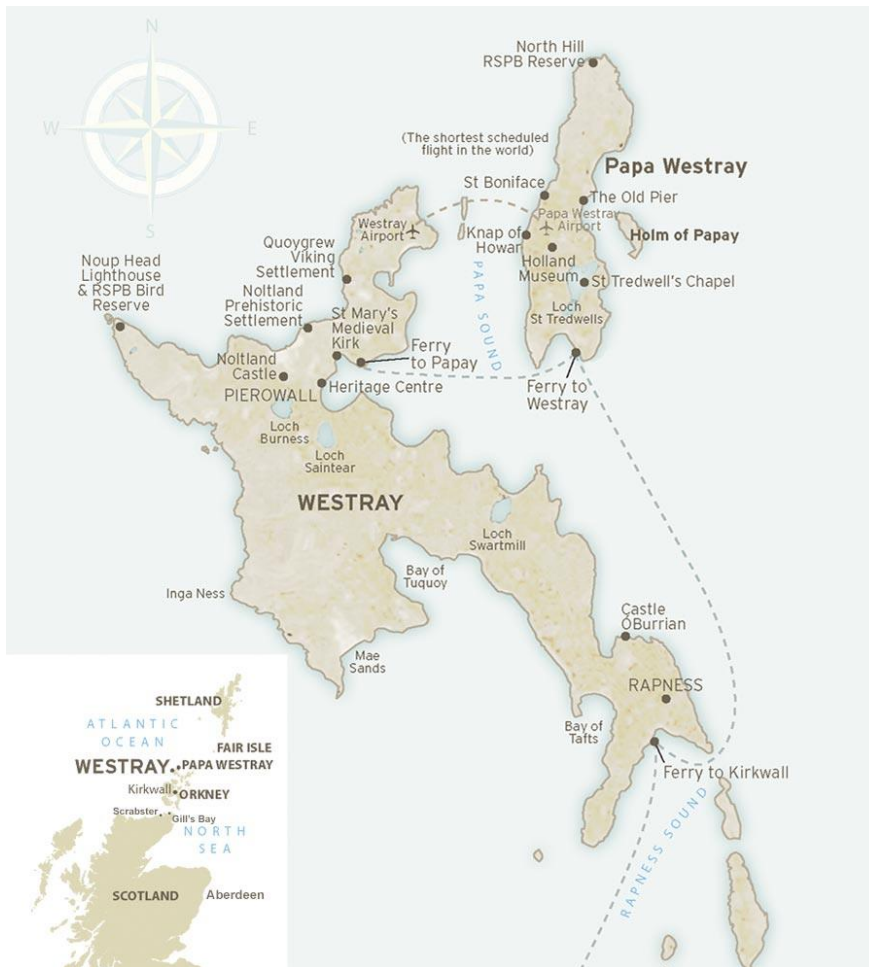 N
W
E
S
North Hill
RSPB Reserve
(The shortest scheduled
flight in the world)
Papa Westray
St Boniface
The Old Pier
Papa Westray
Airport
Westray
Airport
Knap of
Howar
Holm of Papay
Holland
Museum
St Tredwell's Chapel
Loch
St Tredwells
PAPA SOUND
Quoygrew
Viking
Settlement
Noup Head
Lighthouse
& RSPB Bird
Reserve
Noltland
Prehistoric
Settlement
St Mary's
Medieval
Kirk
Ferry
to Papay
Ferry to
Westray
Noltland
Castle
PIEROWALL
Heritage Centre
Loch
Burness
Loch
Saintear
WESTRAY
Loch
Swartmill
Bay of
Tuquoy
Inga Ness
Mae
Sands
Castle
OBurrian
RAPNESS
Bay of
Tafts
Ferry to Kirkwall
RAPNESS SOUND
SHETLAND
ATLANTIC
OCEAN
FAIR ISLE
WESTRAY
PAPA WESTRAY
Kirkwall
ORKNEY
Scrabster
Gill's Bay
NORTH
SEA
SCOTLAND
Aberdeen